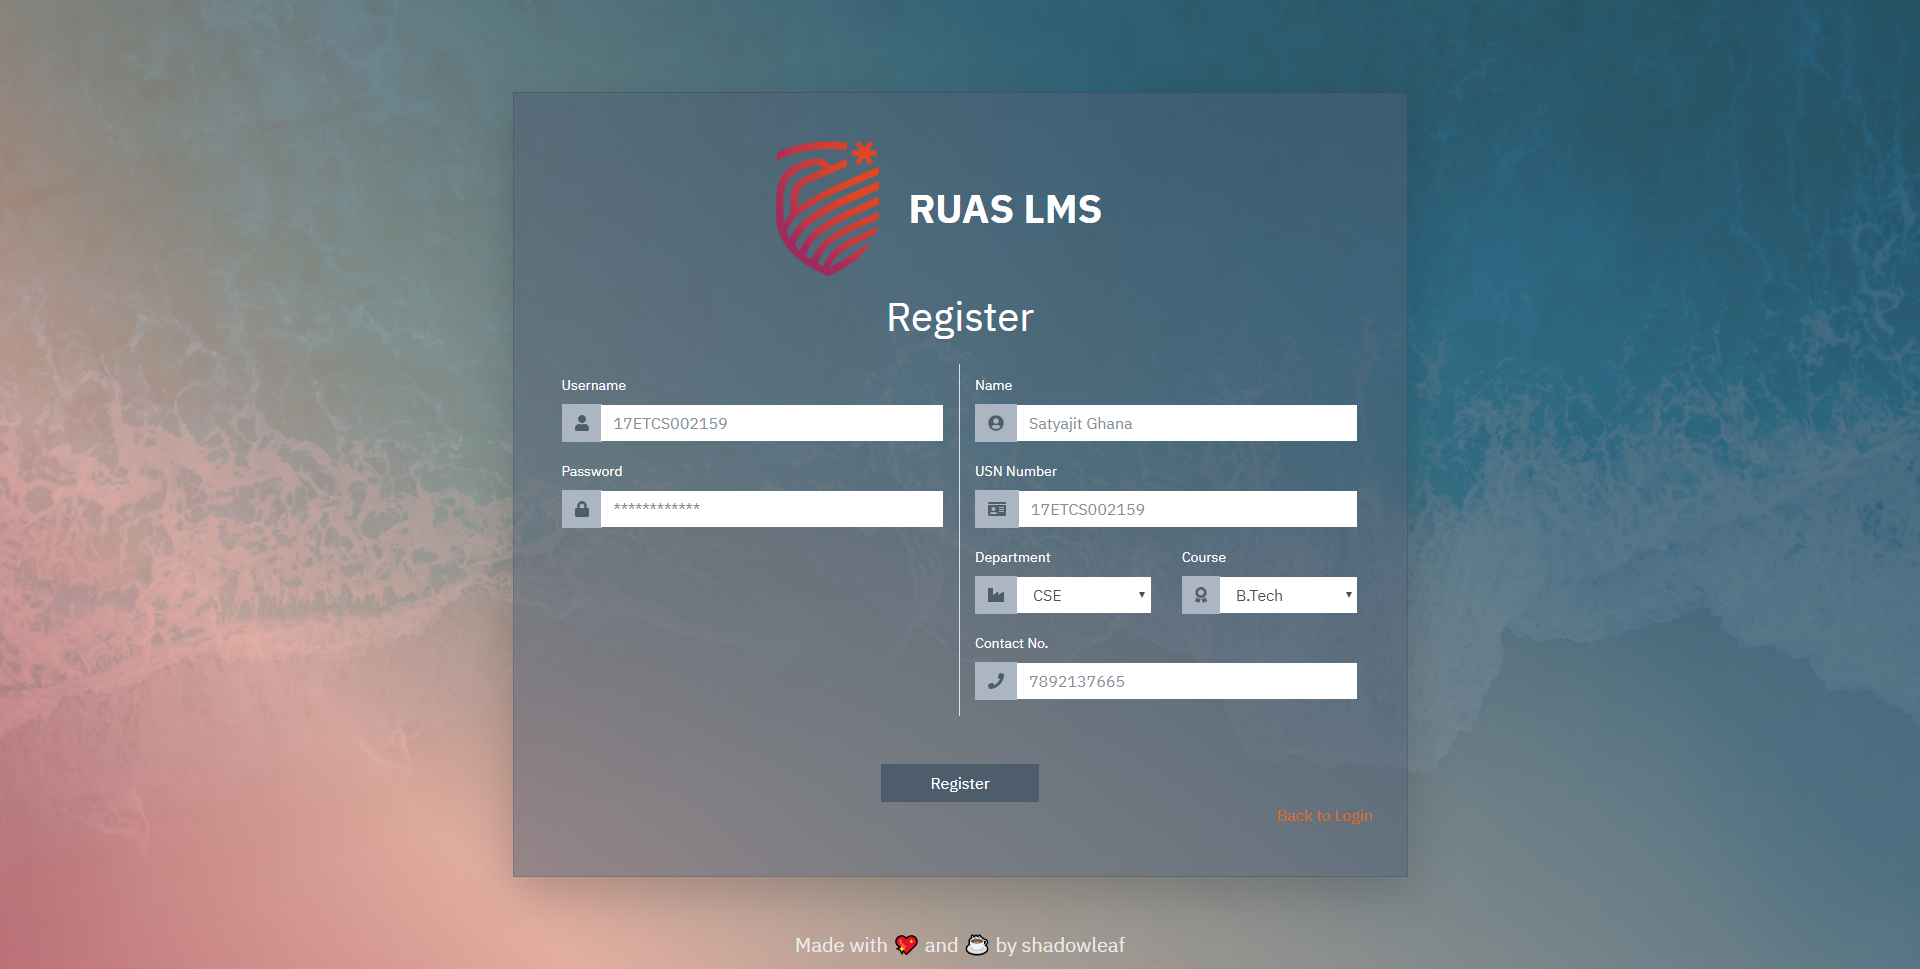 RUAS LMS
Register
Username
17ETCS002159
Password
************
Name
Satyajit Ghana
USN Number
17ETCS002159
Department
CSE
Course
B.Tech
Contact No.
7892137665
Register
Back to Login
Made with 💖 and ☕ by shadowleaf